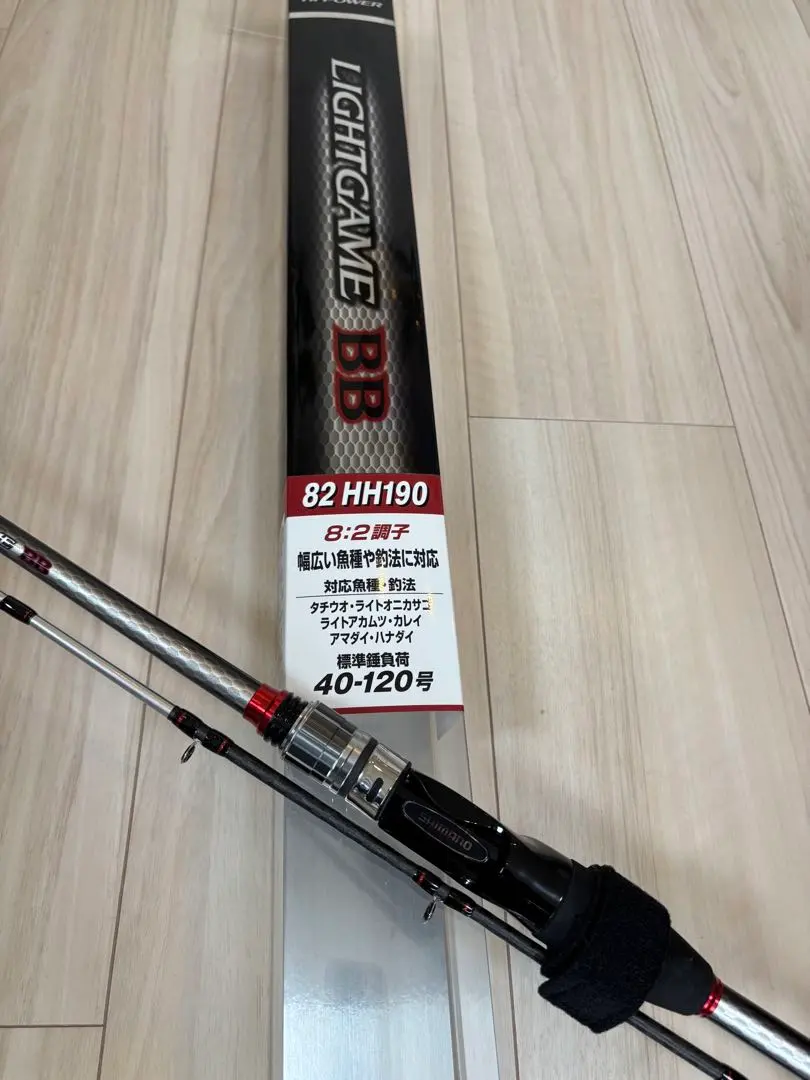 HI-POWER
LIGHTGAME BB
82 HH190
8:2調子
幅広い魚種や釣法に対応
対応魚種・釣法
タチウオ・ライトオニカサゴ
ライトアカムツ・カレイ
アマダイ・ハナダイ
標準錘負荷
40-120号
BB
SHIMANO